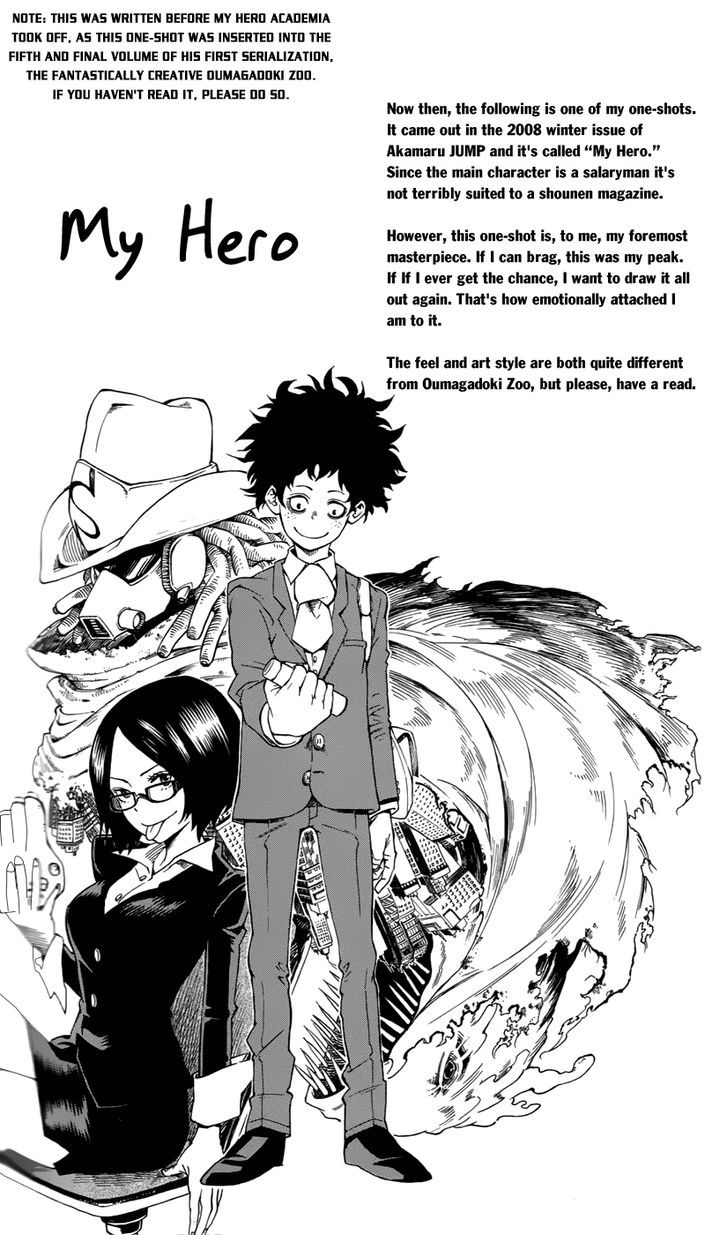 NOTE: THIS WAS WRITTEN BEFORE MY HERO ACADEMIA
TOOK OFF, AS THIS ONE-SHOT WAS INSERTED INTO THE
FIFTH AND FINAL VOLUME OF HIS FIRST SERIALIZATION,
THE FANTASTICALLY CREATIVE OUMAGADOKI ZOO.
IF YOU HAVEN'T READ IT, PLEASE DO SO.
Now then, the following is one of my one-shots.
It came out in the 2008 winter issue of
Akamaru JUMP and it's called “My Hero.”
Since the main character is a salaryman it's
not terribly suited to a shounen magazine.
However, this one-shot is, to me, my foremost
masterpiece. If I can brag, this was my peak.
If If I ever get the chance, I want to draw it all
out again. That's how emotionally attached I
am to it.
The feel and art style are both quite different
from Oumagadoki Zoo, but please, have a read.
My Hero